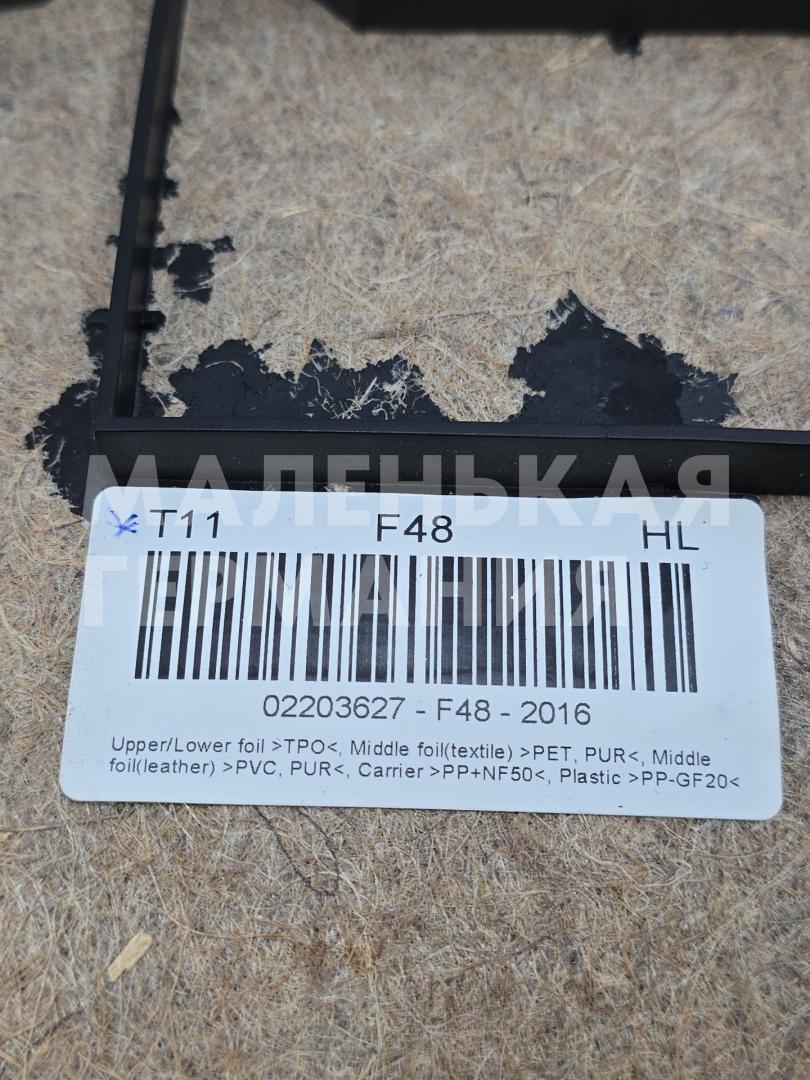 МАЛЕНЬКАЯ
ГЕРМАНИЯ
T11 F48 HL
02203627 - F48 - 2016
Upper/Lower foil >TPO<, Middle foil(textile) >PET, PUR<, Middle
foil(leather) >PVC, PUR<, Carrier >PP+NF50<, Plastic >PP-GF20<